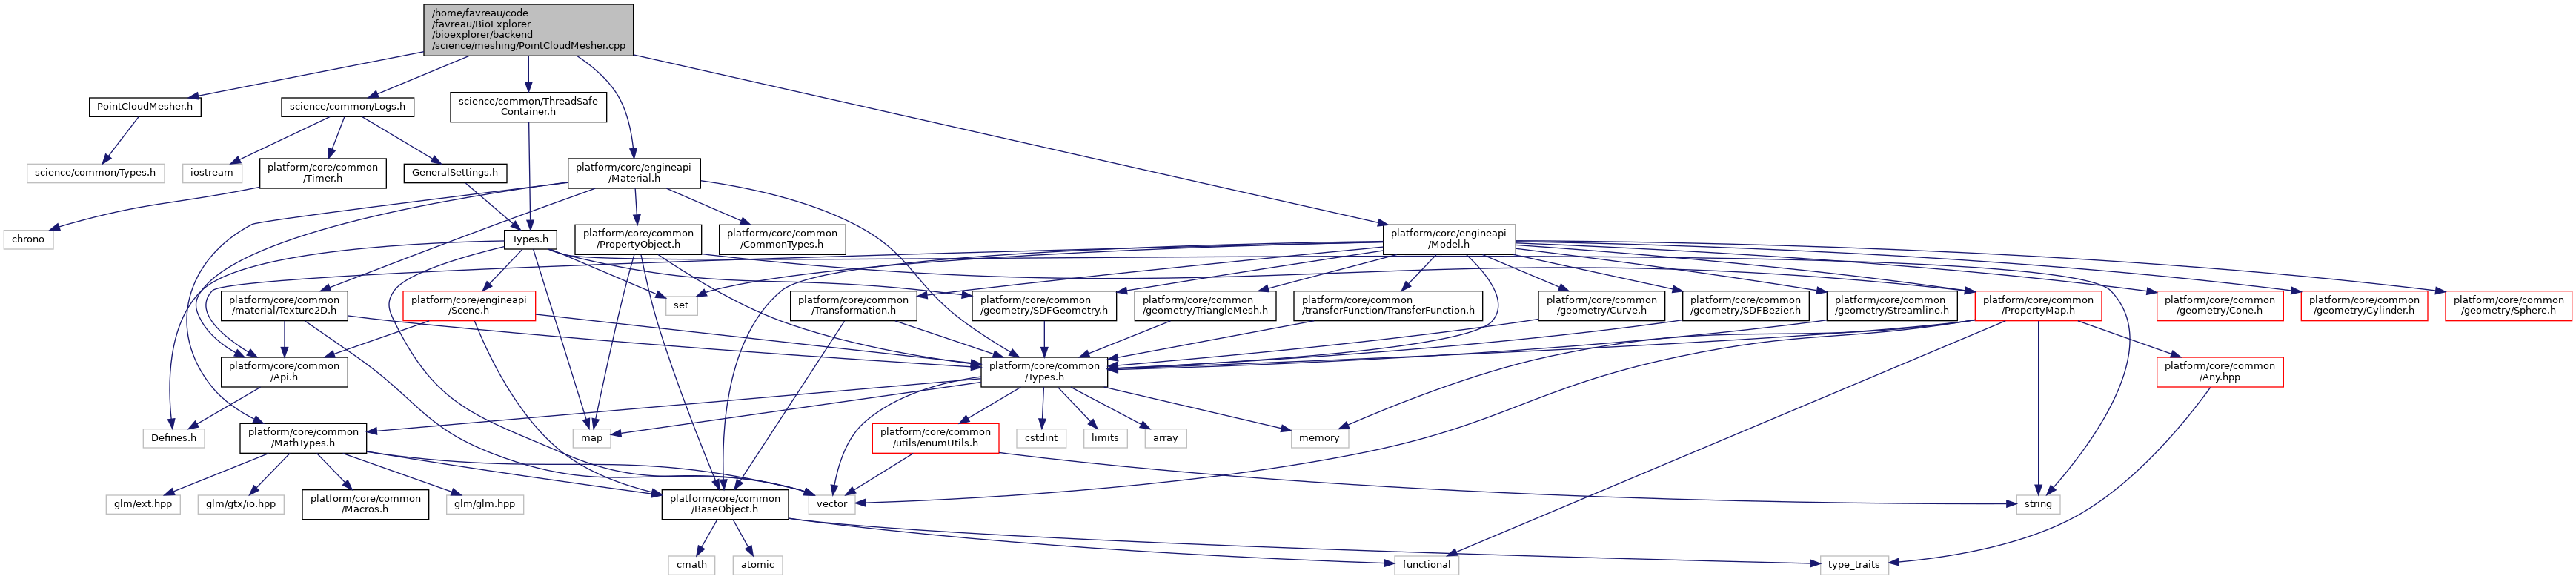 /home/favreau/code
/favreau/BioExplorer
/bioexplorer/backend
/science/meshing/PointCloudMesher.cpp
PointCloudMesher.h
science/common/Logs.h
science/common/ThreadSafe
Container.h
science/common/Types.h
iostream
platform/core/common
/Timer.h
GeneralSettings.h
platform/core/engineapi
/Material.h
chrono
Types.h
platform/core/common
/PropertyObject.h
platform/core/common
/CommonTypes.h
platform/core/engineapi
/Model.h
platform/core/common
/material/Texture2D.h
platform/core/engineapi
/Scene.h
set
platform/core/common
/Transformation.h
platform/core/common
/geometry/SDFGeometry.h
platform/core/common
/geometry/TriangleMesh.h
platform/core/common
/transferFunction/TransferFunction.h
platform/core/common
/geometry/Curve.h
platform/core/common
/geometry/SDFBezier.h
platform/core/common
/geometry/Streamline.h
platform/core/common
/PropertyMap.h
platform/core/common
/geometry/Cone.h
platform/core/common
/geometry/Cylinder.h
platform/core/common
/geometry/Sphere.h
platform/core/common
/Api.h
platform/core/common
/Types.h
platform/core/common
/Any.hpp
Defines.h
platform/core/common
/MathTypes.h
map
platform/core/common
/utils/enumUtils.h
cstdint
limits
array
memory
glm/ext.hpp
glm/gtx/io.hpp
platform/core/common
/Macros.h
glm/glm.hpp
platform/core/common
/BaseObject.h
vector
string
cmath
atomic
functional
type_traits